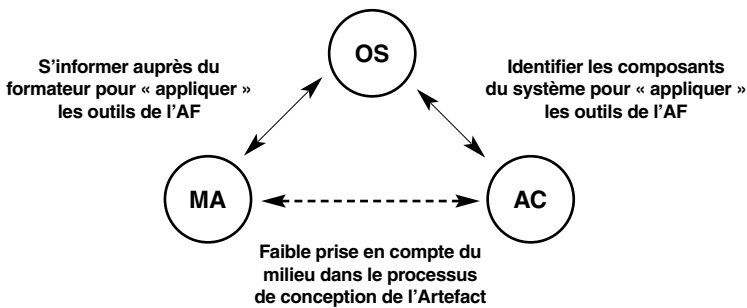 OS
S'informer auprès du
formateur pour « appliquer »
les outils de l'AF
Identifier les composants
du système pour « appliquer »
les outils de l'AF
MA
AC
Faible prise en compte du
milieu dans le processus
de conception de l'Artefact